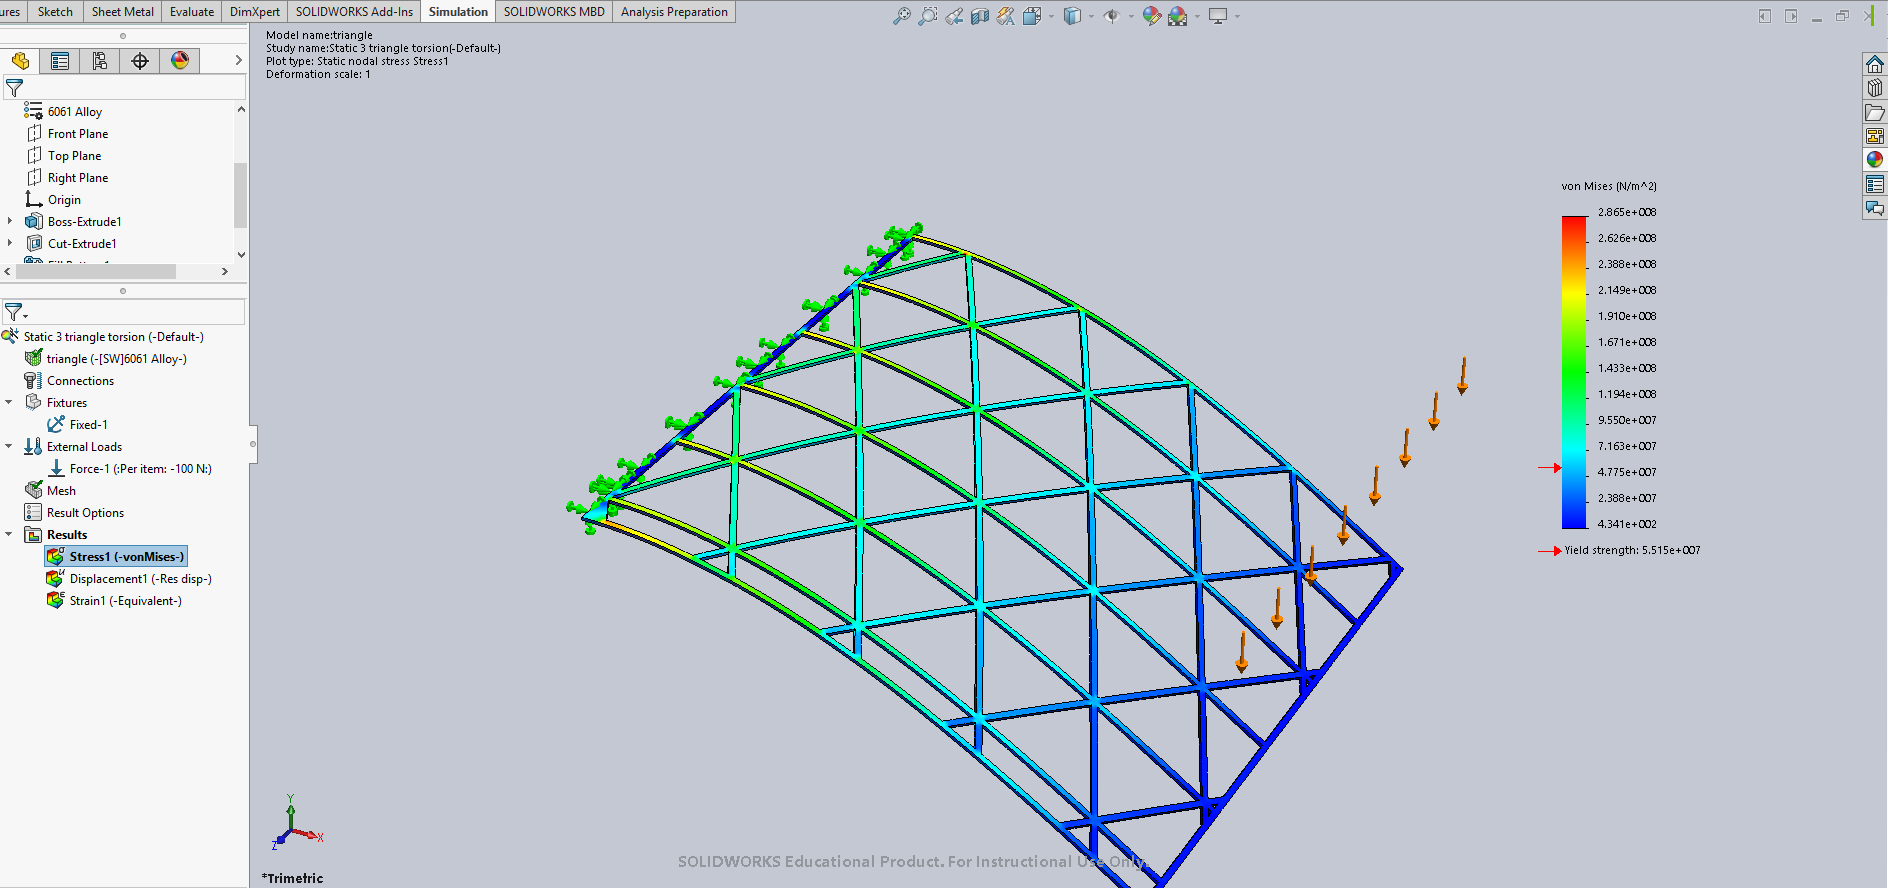 ures Sketch Sheet Metal Evaluate DimXpert SOLIDWORKS Add-Ins Simulation SOLIDWORKS MBD Analysis Preparation
Model name:triangle
Study name:Static 3 triangle torsion(-Default-)
Plot type: Static nodal stress Stress1
Deformation scale: 1
6061 Alloy
Front Plane
Top Plane
Right Plane
Origin
Boss-Extrude1
Cut-Extrude1
Static 3 triangle torsion (-Default-)
triangle (-[SW]6061 Alloy-)
Connections
Fixtures
Fixed-1
External Loads
Force-1 (:Per item: -100 N:)
Mesh
Result Options
Results
Stress1 (-vonMises-)
Displacement1 (-Res disp-)
Strain1 (-Equivalent-)
von Mises (N/m^2)
2.865e+008
2.626e+008
2.388e+008
2.149e+008
1.910e+008
1.671e+008
1.433e+008
1.194e+008
9.550e+007
7.163e+007
4.775e+007
2.388e+007
4.341e+002
Yield strength: 5.515e+007
Y
X
Z
SOLIDWORKS Educational Product. For Instructional Use Only.
*Trimetric